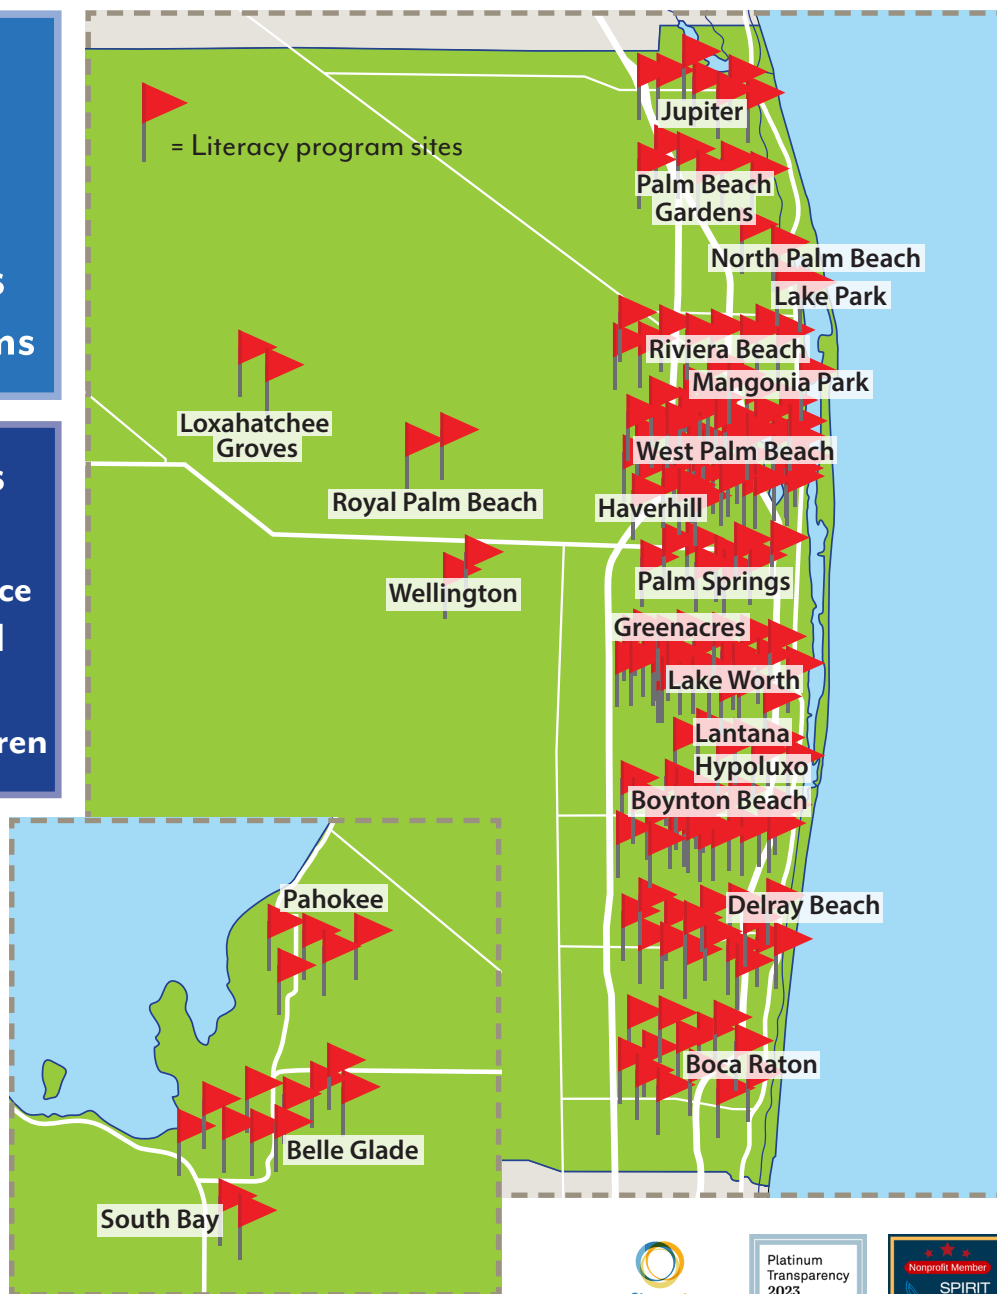 = Literacy program sites
Jupiter
Palm Beach
Gardens
North Palm Beach
Lake Park
Riviera Beach
Mangonia Park
Loxahatchee
Groves
West Palm Beach
Royal Palm Beach
Haverhill
Wellington
Palm Springs
Greenacres
Lake Worth
Lantana
Hypoluxo
Boynton Beach
Delray Beach
Boca Raton
Pahokee
Belle Glade
South Bay
Platinum
Transparency
2023
Nonprofit Member
SPIRIT